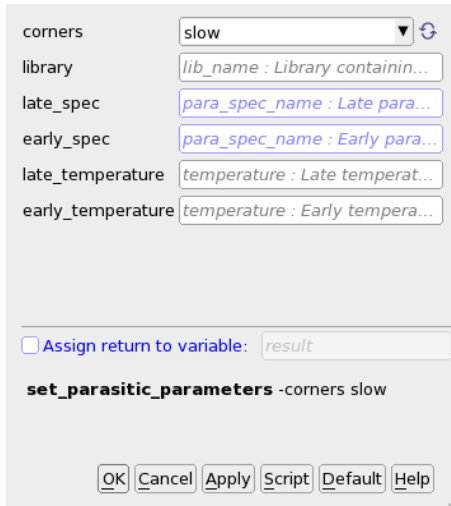 corners slow
library lib_name : Library containin...
late_spec para_spec_name : Late para...
early_spec para_spec_name : Early para...
late_temperature temperature : Late temperat...
early_temperature temperature : Early tempera...
Assign return to variable: result
set_parasitic_parameters -corners slow
OK Cancel Apply Script Default Help